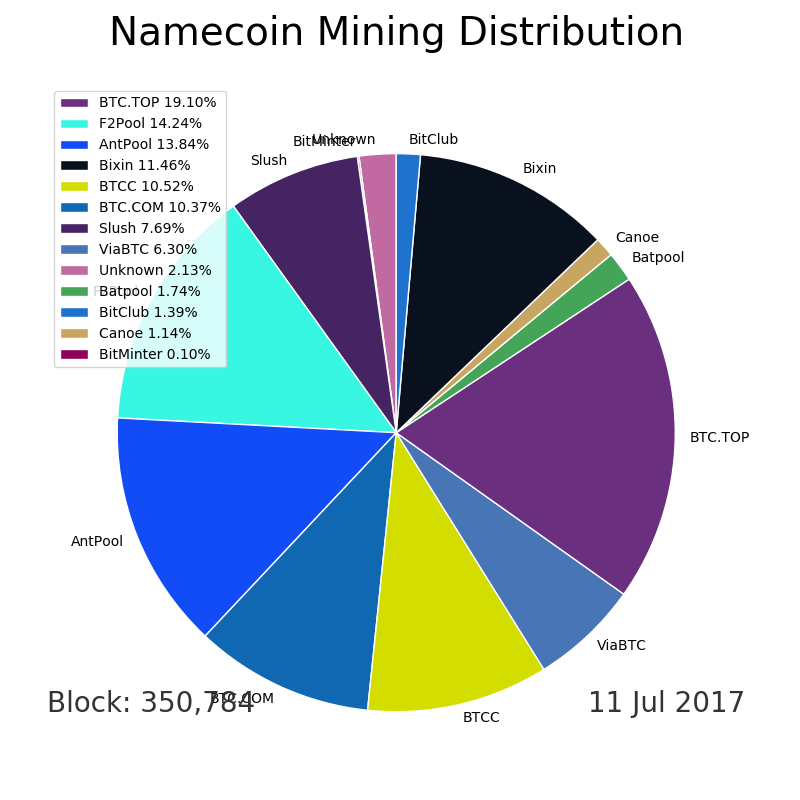 Namecoin Mining Distribution
BTC.TOP 19.10%
F2Pool 14.24%
AntPool 13.84%
Bixin 11.46%
BTCC 10.52%
BTC.COM 10.37%
Slush 7.69%
ViaBTC 6.30%
Unknown 2.13%
Batpool 1.74%
BitClub 1.39%
Canoe 1.14%
BitMinter 0.10%
BitMinter
Unknown
BitClub
Slush
Bixin
Canoe
Batpool
BTC.TOP
AntPool
ViaBTC
BTC.COM
BTCC
Block: 350,784
11 Jul 2017